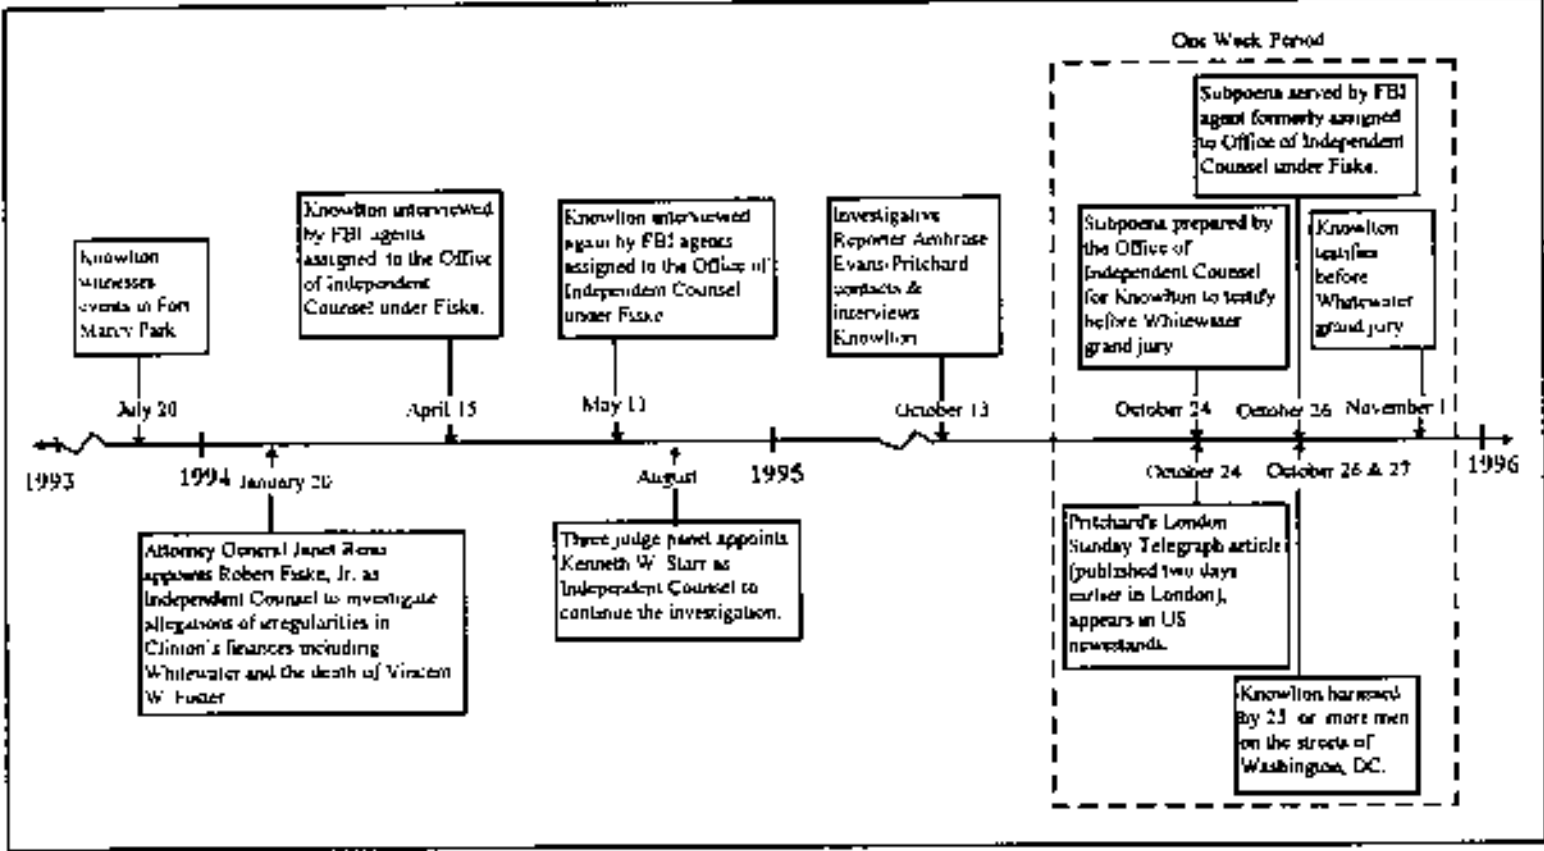 One Week Period
Subpoena served by FBI
agent formerly assigned
to Office of Independent
Counsel under Fiske.
Knowlton interviewed
by FBI agents
assigned to the Office
of Independent
Counsel under Fiske.
Knowlton interviewed
again by FBI agents
assigned to the Office of
Independent Counsel
under Fiske
Investigative
Reporter Ambrose
Evans-Pritchard
contacts &
interviews
Knowlton
Subpoena prepared by
the Office of
Independent Counsel
for Knowlton to testify
before Whitewater
grand jury
Knowlton
testifies
before
Whitewater
grand jury
Knowlton
witnesses
events in Fort
Marcy Park
July 20
April 15
May 11
October 13
October 24
October 26
November 1
1993
1994
January 20
August
1995
October 24
October 26 & 27
1996
Attorney General Janet Reno
appoints Robert Fiske, Jr. as
Independent Counsel to investigate
allegations of irregularities in
Clinton's finances including
Whitewater and the death of Vincent
W. Foster
Three judge panel appoints
Kenneth W. Starr as
Independent Counsel to
continue the investigation.
Pritchard's London
Sunday Telegraph article
(published two days
earlier in London),
appears in US
newsstands.
Knowlton harassed
by 25 or more men
on the streets of
Washington, DC.